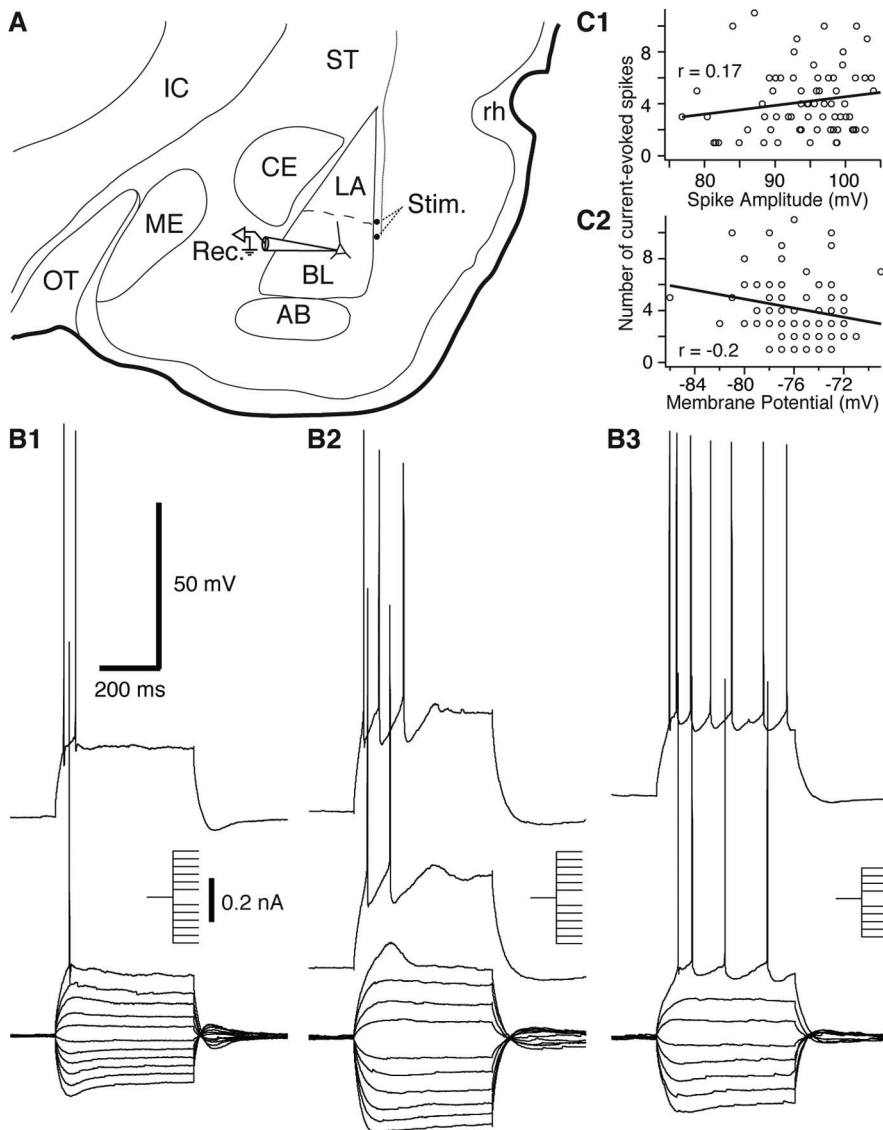 A
IC
ST
rh
CE
LA
ME
Stim.
Rec.
OT
BL
AB
C1
Number of current-evoked spikes
8
4
0
r = 0.17
80 90 100
Spike Amplitude (mV)
C2
8
4
0
r = -0.2
-84 -80 -76 -72
Membrane Potential (mV)
B1
50 mV
200 ms
0.2 nA
B2
B3